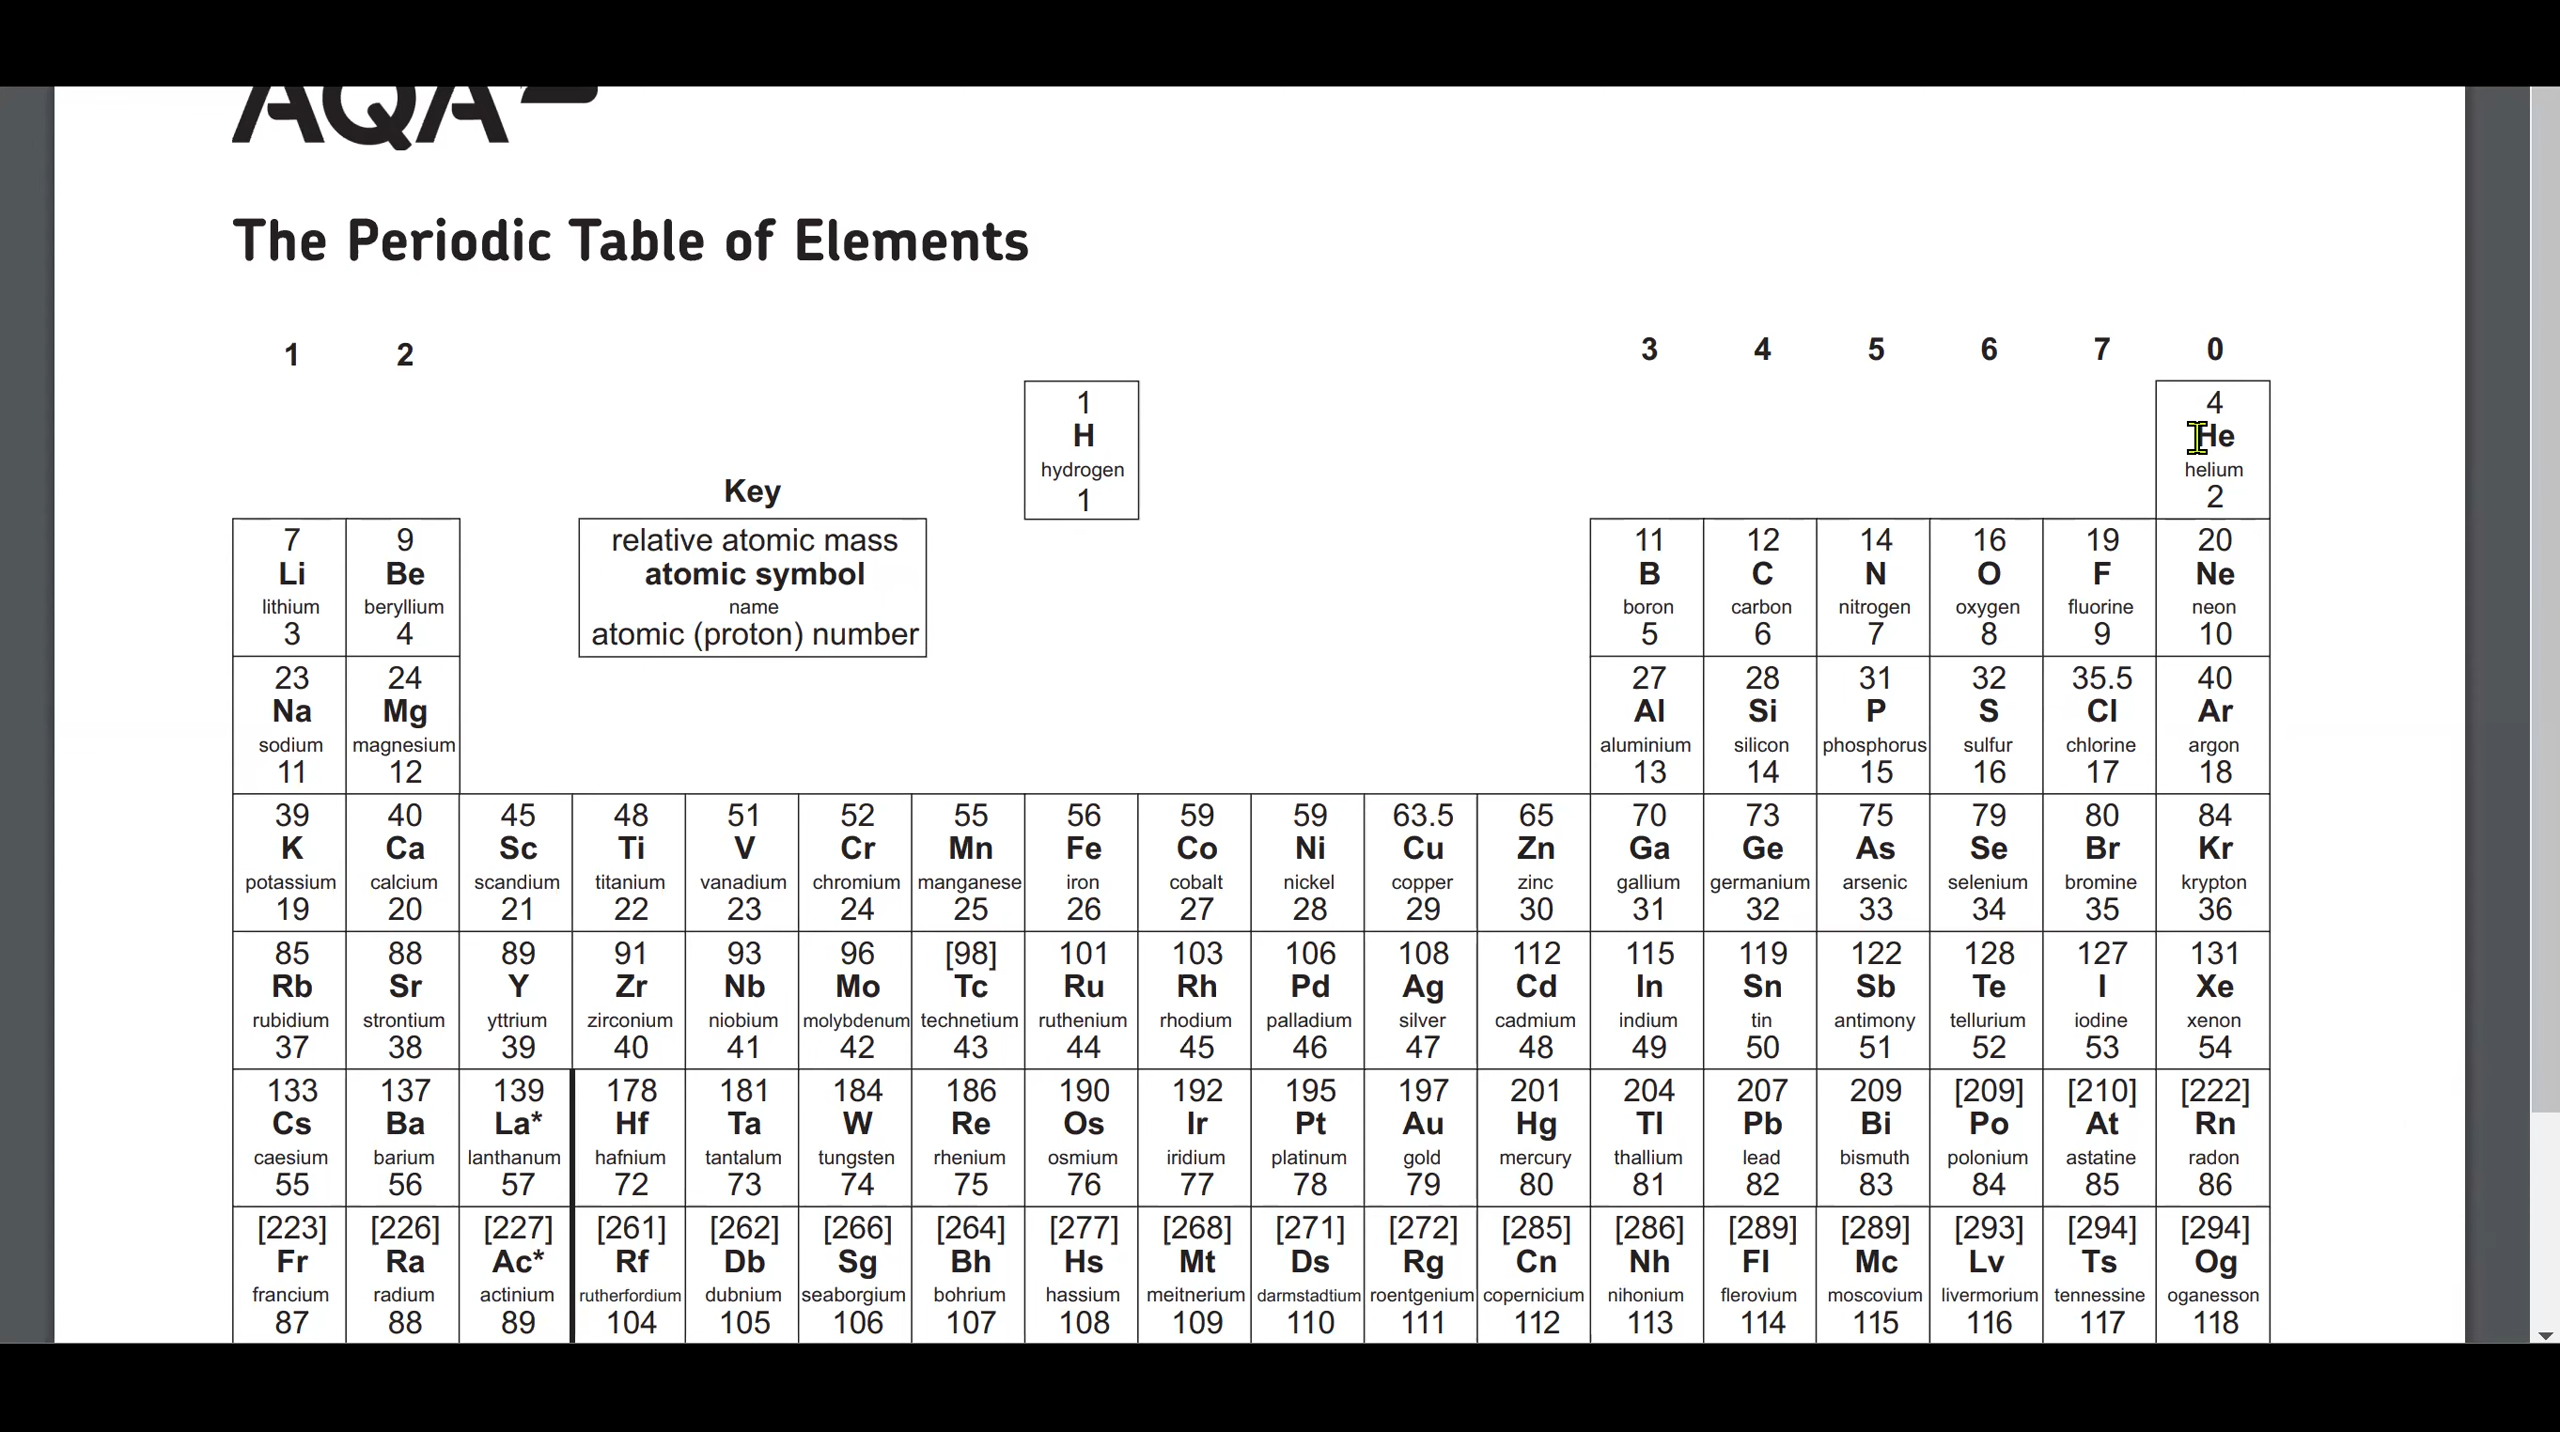 AQA
The Periodic Table of Elements
1 2 3 4 5 6 7 0
1 4
H He
hydrogen helium
Key 1 2
7 9 relative atomic mass 11 12 14 16 19 20
Li Be atomic symbol B C N O F Ne
lithium beryllium name boron carbon nitrogen oxygen fluorine neon
3 4 atomic (proton) number 5 6 7 8 9 10
23 24 27 28 31 32 35.5 40
Na Mg Al Si P S Cl Ar
sodium magnesium aluminium silicon phosphorus sulfur chlorine argon
11 12 13 14 15 16 17 18
39 40 45 48 51 52 55 56 59 59 63.5 65 70 73 75 79 80 84
K Ca Sc Ti V Cr Mn Fe Co Ni Cu Zn Ga Ge As Se Br Kr
potassium calcium scandium titanium vanadium chromium manganese iron cobalt nickel copper zinc gallium germanium arsenic selenium bromine krypton
19 20 21 22 23 24 25 26 27 28 29 30 31 32 33 34 35 36
85 88 89 91 93 96 [98] 101 103 106 108 112 115 119 122 128 127 131
Rb Sr Y Zr Nb Mo Tc Ru Rh Pd Ag Cd In Sn Sb Te I Xe
rubidium strontium yttrium zirconium niobium molybdenum technetium ruthenium rhodium palladium silver cadmium indium tin antimony tellurium iodine xenon
37 38 39 40 41 42 43 44 45 46 47 48 49 50 51 52 53 54
133 137 139 178 181 184 186 190 192 195 197 201 204 207 209 [209] [210] [222]
Cs Ba La* Hf Ta W Re Os Ir Pt Au Hg Tl Pb Bi Po At Rn
caesium barium lanthanum hafnium tantalum tungsten rhenium osmium iridium platinum gold mercury thallium lead bismuth polonium astatine radon
55 56 57 72 73 74 75 76 77 78 79 80 81 82 83 84 85 86
[223] [226] [227] [261] [262] [266] [264] [277] [268] [271] [272] [285] [286] [289] [289] [293] [294] [294]
Fr Ra Ac* Rf Db Sg Bh Hs Mt Ds Rg Cn Nh Fl Mc Lv Ts Og
francium radium actinium rutherfordium dubnium seaborgium bohrium hassium meitnerium darmstadtium roentgenium copernicium nihonium flerovium moscovium livermorium tennessine oganesson
87 88 89 104 105 106 107 108 109 110 111 112 113 114 115 116 117 118